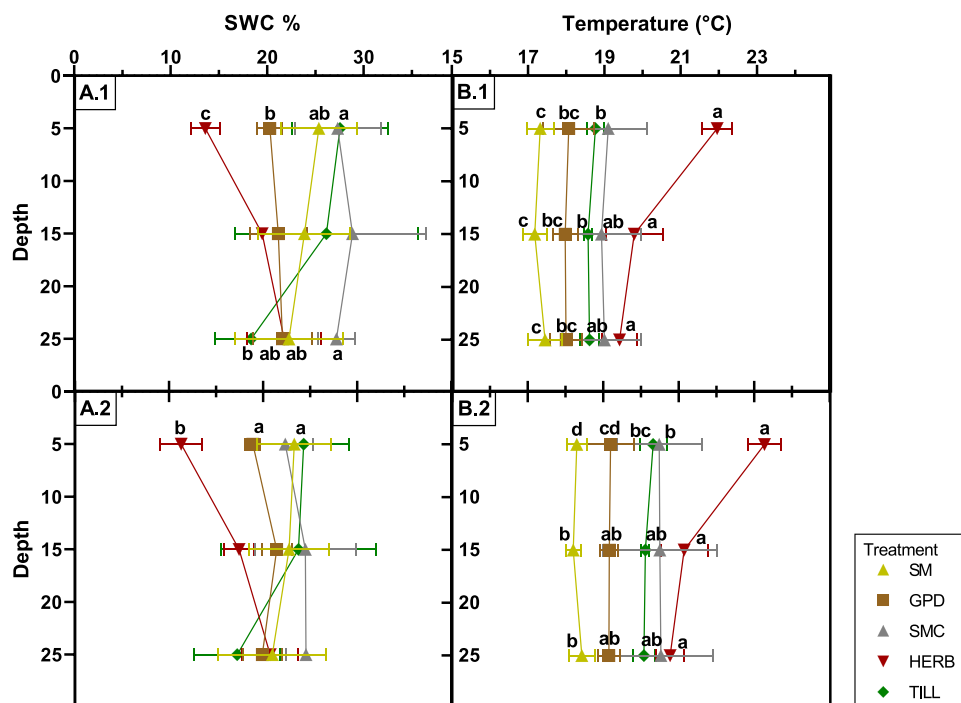 SWC %
Temperature (°C)
0 10 20 30 15 17 19 21 23
0
A.1
B.1
c b ab a
c bc b a
5
10
Depth
15
c bc b ab a
20
25
c bc ab a
b ab ab a
0
A.2
B.2
b a a
d cd bc b a
5
10
Depth
15
b ab ab a
20
25
b ab ab a
Treatment
SM
GPD
SMC
HERB
TILL